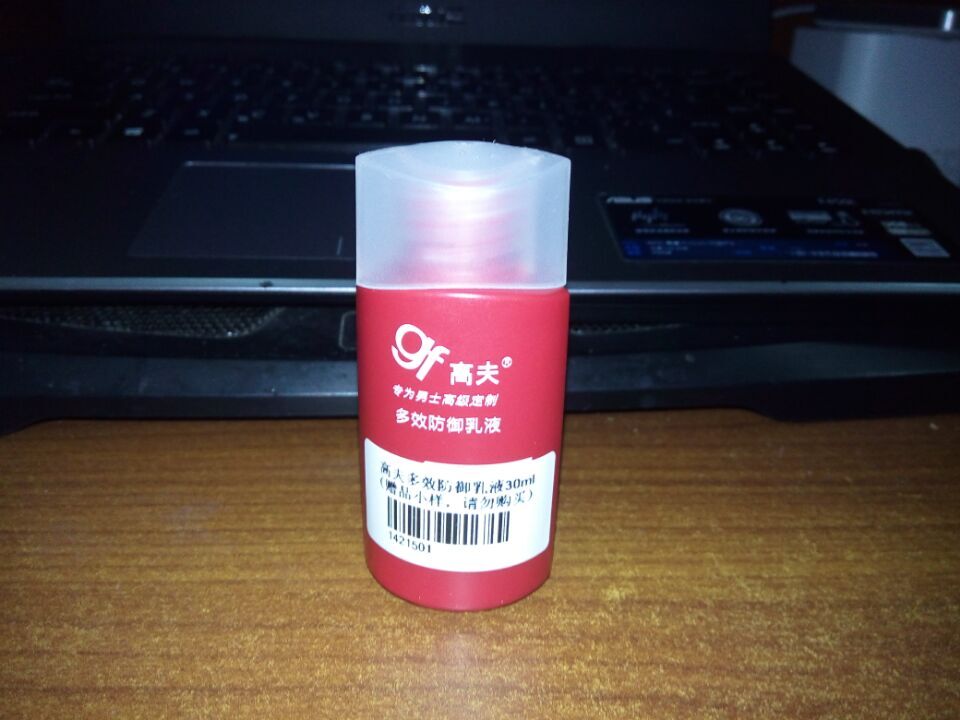 ASUS
gf 高夫®
专为男士高级定制
多效防御乳液
高夫多效防御乳液30ml
(赠品小样，请勿购买)
1421501